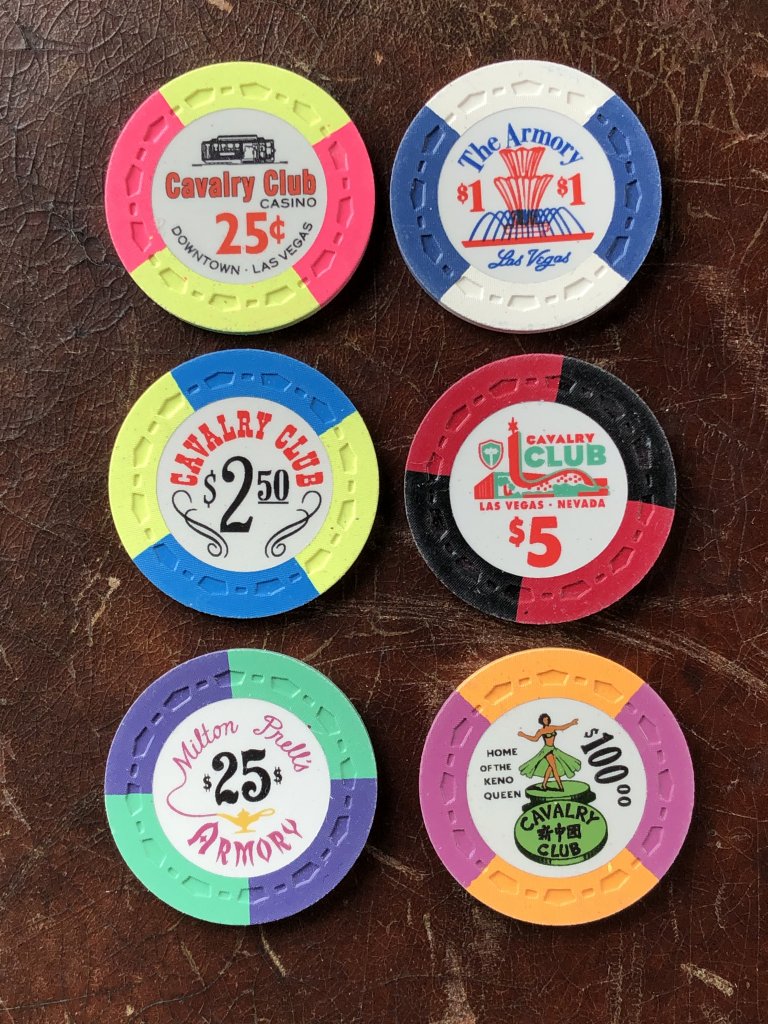 Cavalry Club
CASINO
25¢
DOWNTOWN · LAS VEGAS
The Armory
$1 $1
Las Vegas
CAVALRY CLUB
$2 50
CAVALRY
CLUB
LAS VEGAS · NEVADA
$5
Milton Prell's
$25$
ARMORY
$100 00
HOME
OF THE
KENO
QUEEN
CAVALRY
新中國
CLUB